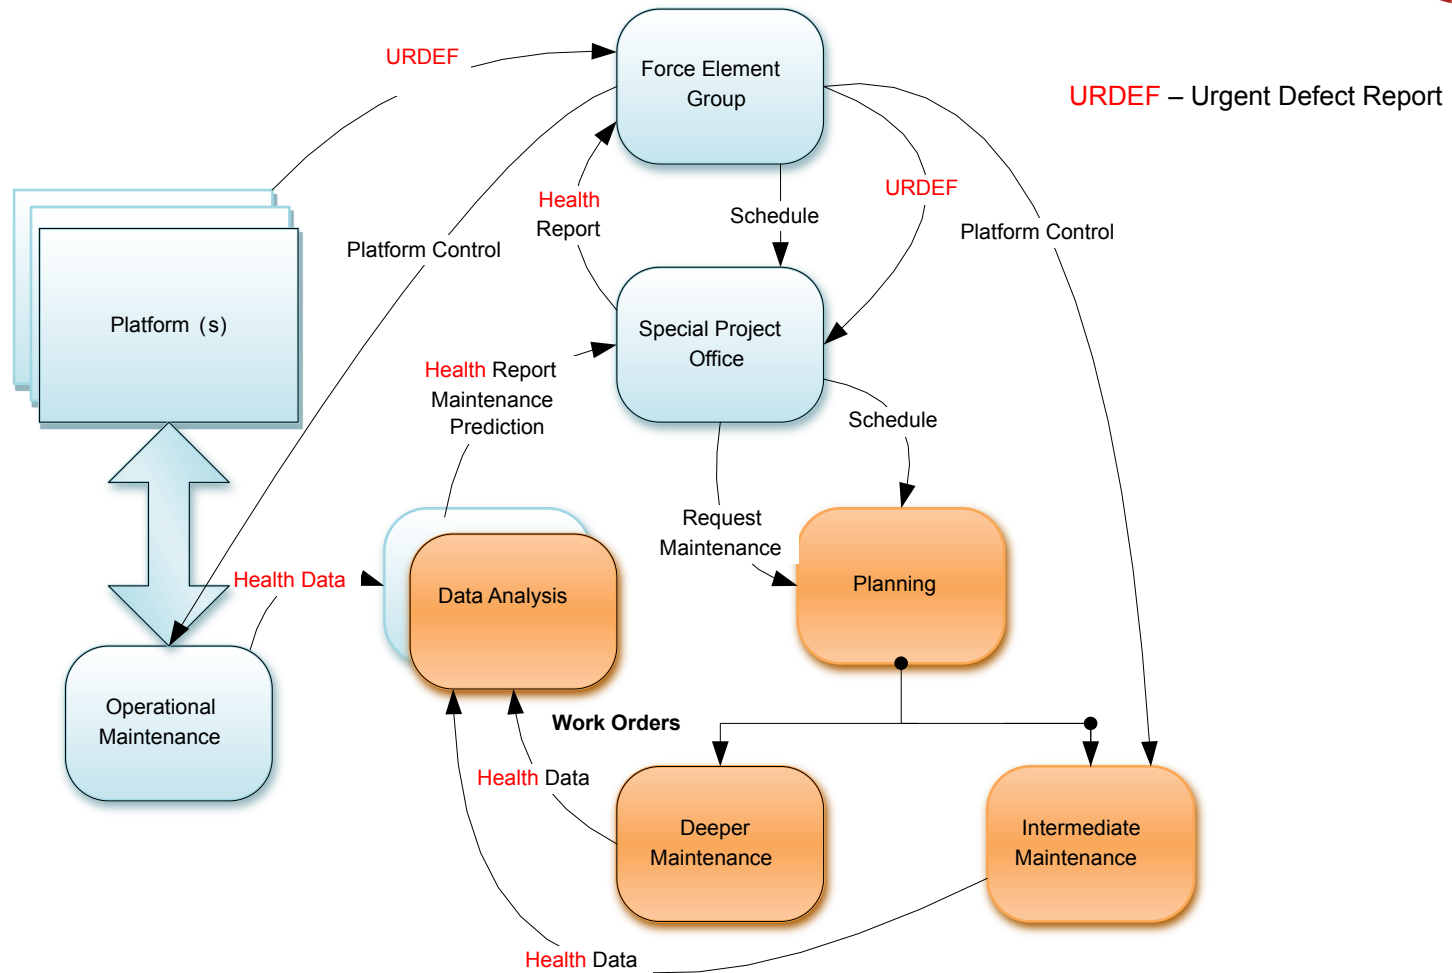 URDEF
Force Element
Group
URDEF – Urgent Defect Report
Health
Report
Schedule
URDEF
Platform Control
Platform Control
Platform (s)
Special Project
Office
Health Report
Maintenance
Prediction
Schedule
Request
Maintenance
Health Data
Data Analysis
Planning
Operational
Maintenance
Work Orders
Health Data
Deeper
Maintenance
Intermediate
Maintenance
Health Data